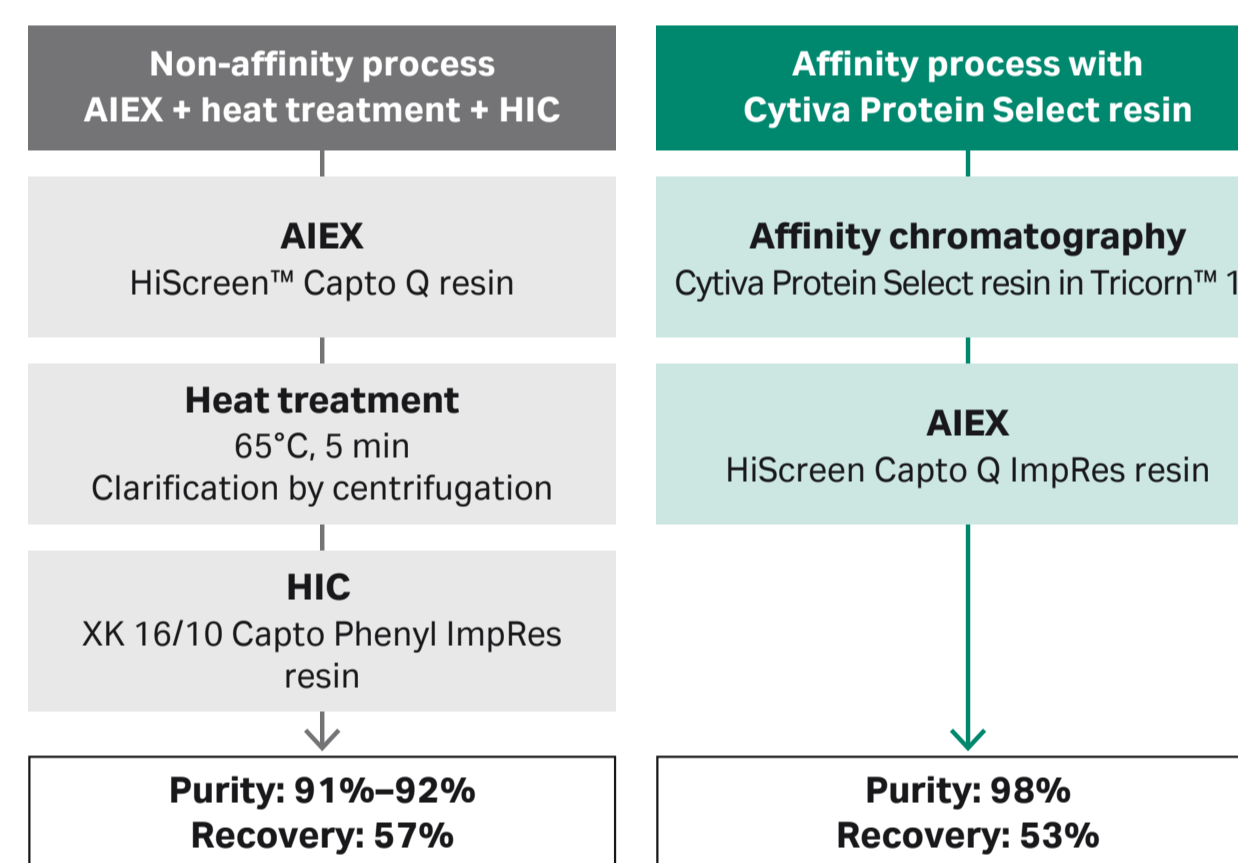 Non-affinity process
AIEX + heat treatment + HIC
AIEX
HiScreen™ Capto Q resin
Heat treatment
65°C, 5 min
Clarification by centrifugation
HIC
XK 16/10 Capto Phenyl ImpRes
resin
Purity: 91%–92%
Recovery: 57%
Affinity process with
Cytiva Protein Select resin
Affinity chromatography
Cytiva Protein Select resin in Tricorn™ 1
AIEX
HiScreen Capto Q ImpRes resin
Purity: 98%
Recovery: 53%